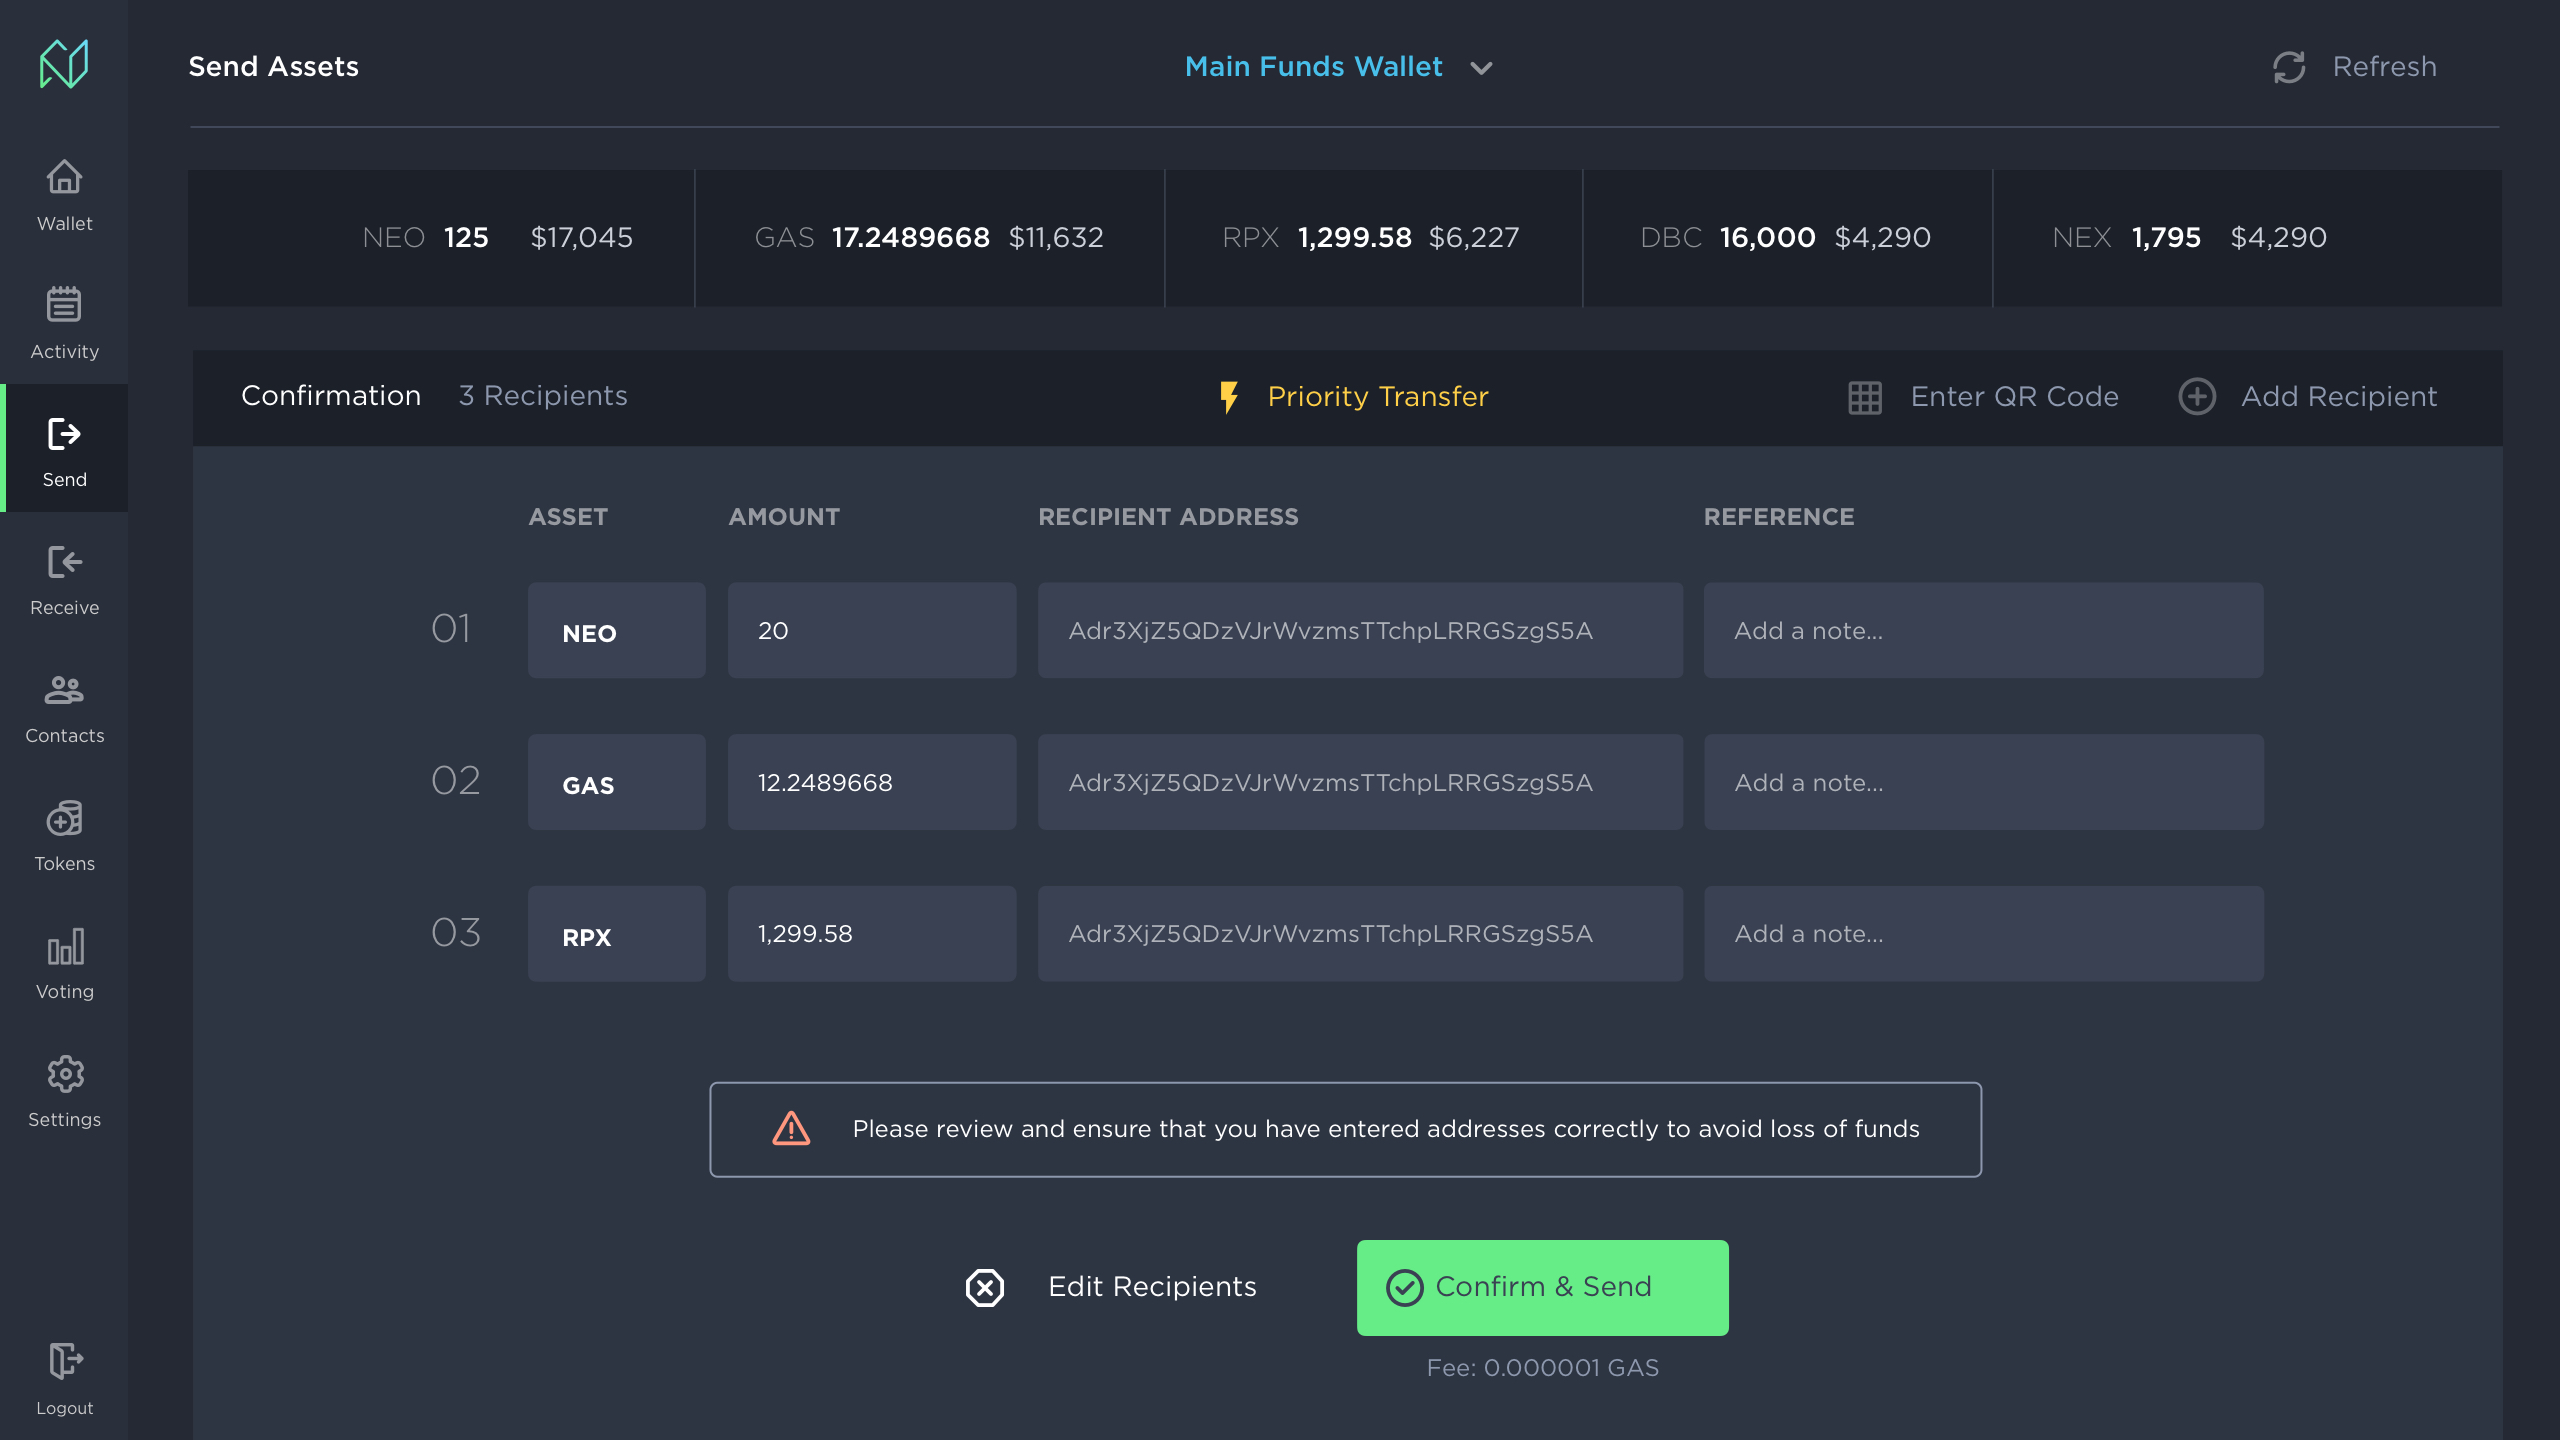 Send Assets
Main Funds Wallet
Refresh
NEO 125 $17,045
GAS 17.2489668 $11,632
RPX 1,299.58 $6,227
DBC 16,000 $4,290
NEX 1,795 $4,290
Wallet
Activity
Send
Receive
Contacts
Tokens
Voting
Settings
Logout
Confirmation 3 Recipients
Priority Transfer
Enter QR Code
Add Recipient
ASSET AMOUNT RECIPIENT ADDRESS REFERENCE
01 NEO 20 Adr3XjZ5QDzVJrWvzmsTTchpLRRGSzgS5A Add a note...
02 GAS 12.2489668 Adr3XjZ5QDzVJrWvzmsTTchpLRRGSzgS5A Add a note...
03 RPX 1,299.58 Adr3XjZ5QDzVJrWvzmsTTchpLRRGSzgS5A Add a note...
Please review and ensure that you have entered addresses correctly to avoid loss of funds
Edit Recipients
Confirm & Send
Fee: 0.000001 GAS